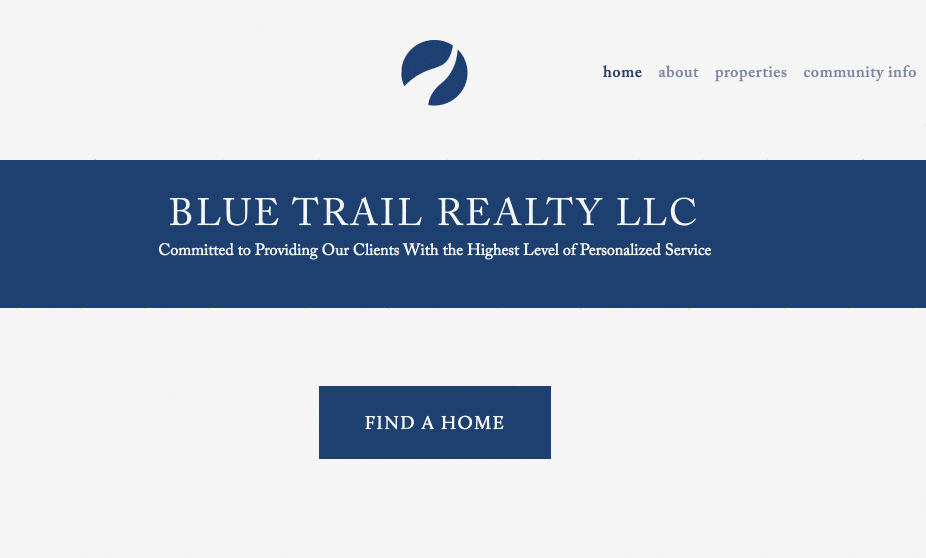 home about properties community info
BLUE TRAIL REALTY LLC
Committed to Providing Our Clients With the Highest Level of Personalized Service
FIND A HOME